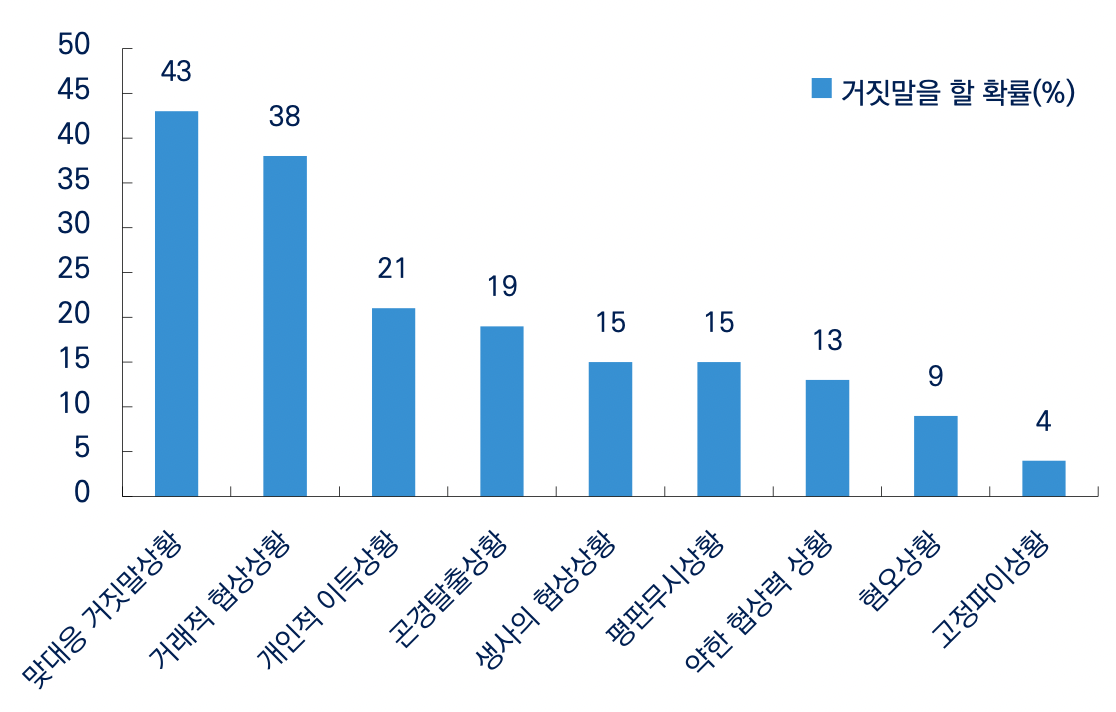 50
45
40
35
30
25
20
15
10
5
0
거짓말을 할 확률(%)
43
38
21
19
15
15
13
9
4
맞대응 거짓말상황
거래적 협상상황
개인적 이득상황
곤경탈출상황
생사의 협상상황
평판무시상황
약한 협상력 상황
혐오상황
고정파이상황